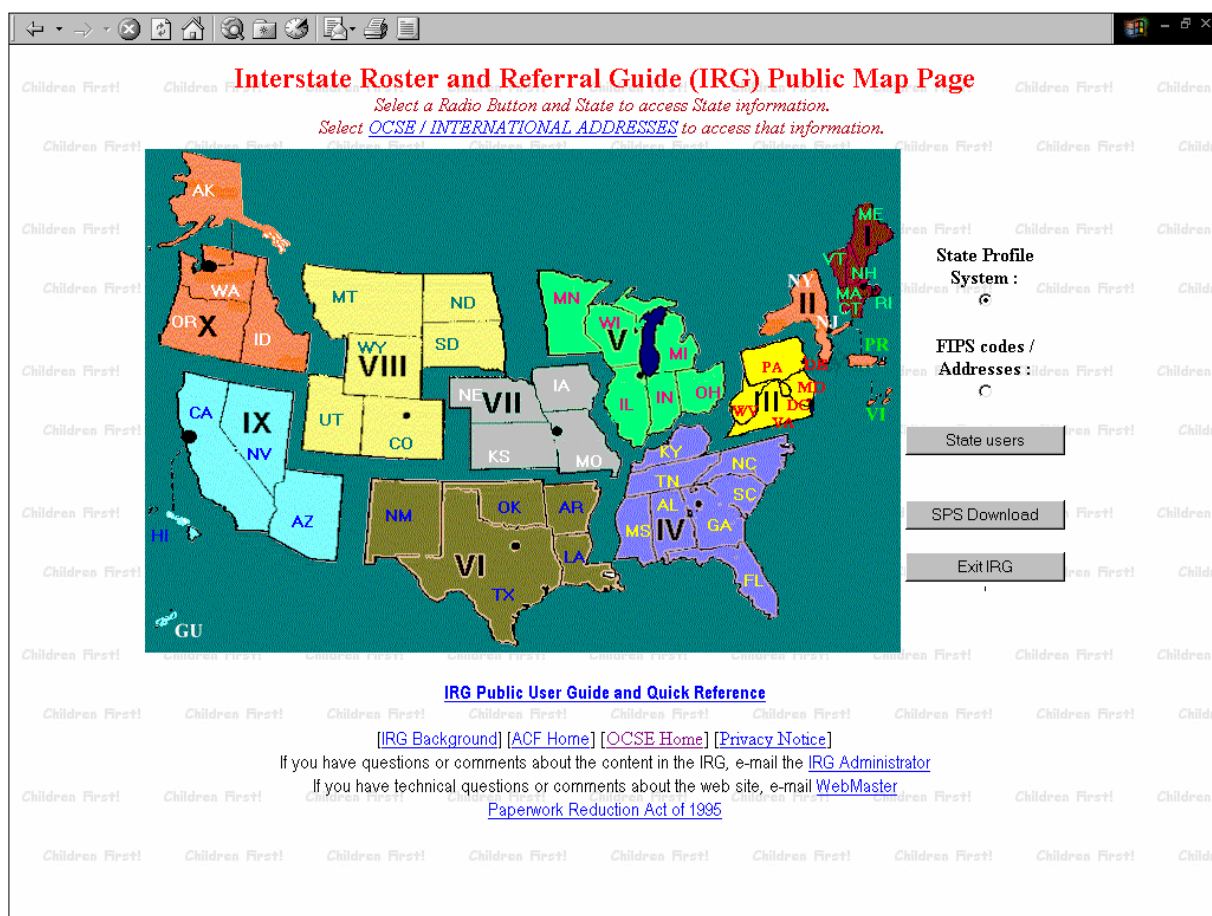 Interstate Roster and Referral Guide (IRG) Public Map Page
Select a Radio Button and State to access State information.
Select OCSE / INTERNATIONAL ADDRESSES to access that information.
AK
WA
OR X
ID
MT
ND
WY
SD
VIII
UT
CO
CA
IX
NV
AZ
HI
GU
NE VII
IA
KS
MO
NM
OK
AR
VI
LA
TX
MN
WI
V
MI
IL
IN
OH
KY
TN
NC
SC
AL
MS
IV
GA
FL
ME
I
VT
NH
MA
CT
RI
NY
II
NJ
PR
VI
PA
MD
III
DC
WV
VA
State Profile
System :
FIPS codes /
Addresses :
State users
SPS Download
Exit IRG
IRG Public User Guide and Quick Reference
[IRG Background] [ACF Home] [OCSE Home] [Privacy Notice]
If you have questions or comments about the content in the IRG, e-mail the IRG Administrator
If you have technical questions or comments about the web site, e-mail WebMaster
Paperwork Reduction Act of 1995
Children First!